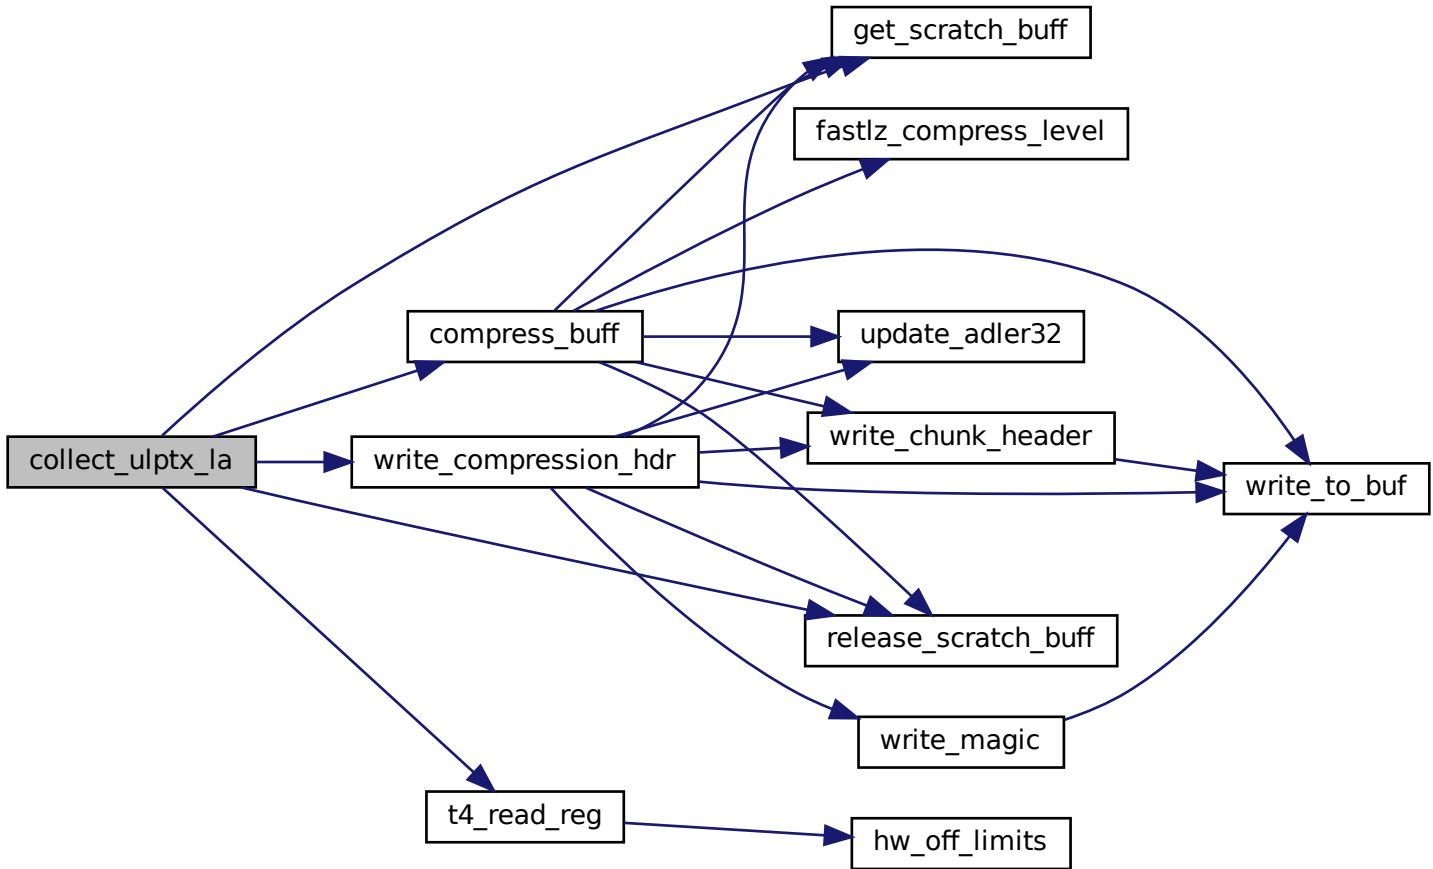 get_scratch_buff
fastlz_compress_level
compress_buff
update_adler32
write_chunk_header
collect_ulptx_la
write_compression_hdr
write_to_buf
release_scratch_buff
write_magic
t4_read_reg
hw_off_limits